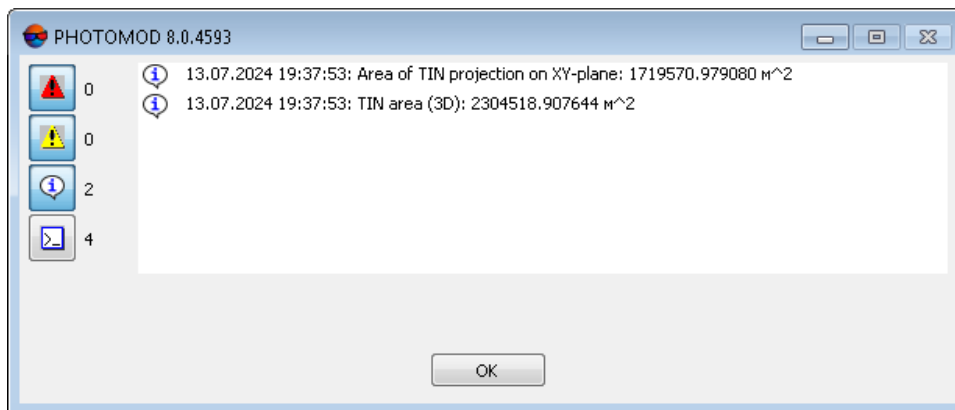 PHOTOMOD 8.0.4593
0
13.07.2024 19:37:53: Area of TIN projection on XY-plane: 1719570.979080 м^2
13.07.2024 19:37:53: TIN area (3D): 2304518.907644 м^2
0
2
4
OK